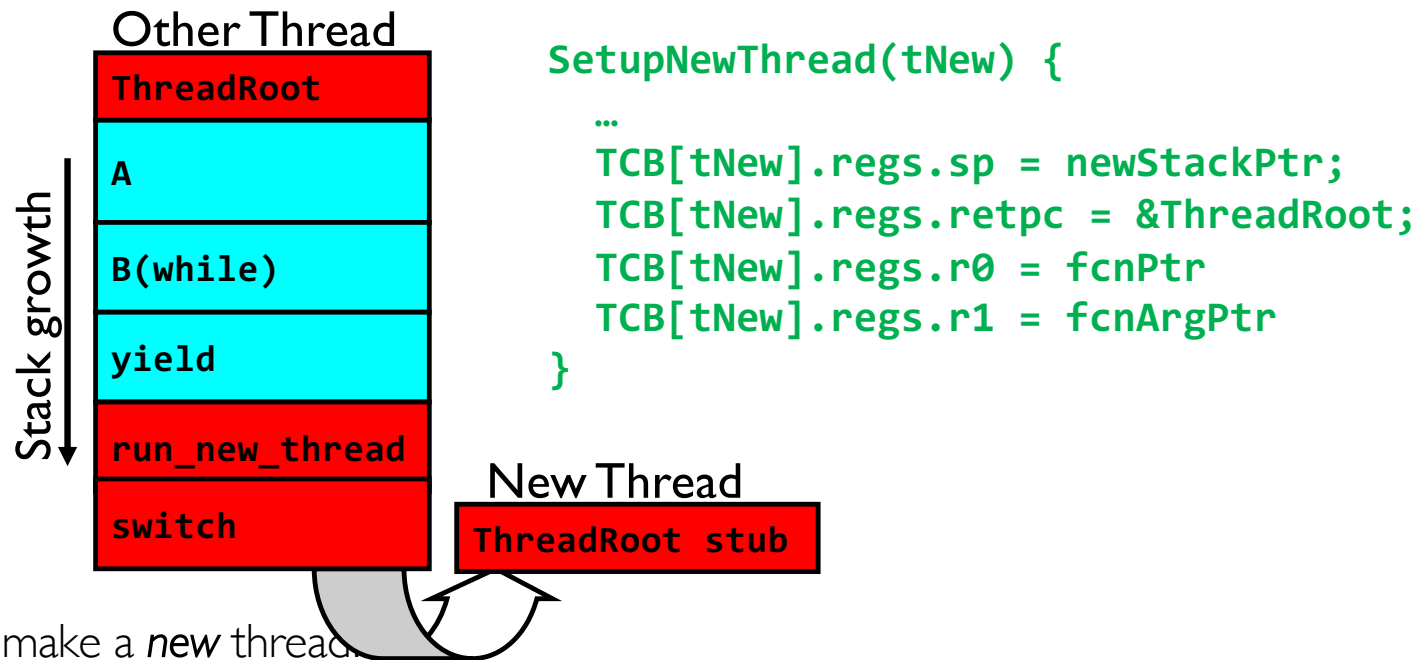 Other Thread
ThreadRoot
A
B(while)
yield
run_new_thread
switch
Stack growth
New Thread
ThreadRoot stub
SetupNewThread(tNew) {
…
TCB[tNew].regs.sp = newStackPtr;
TCB[tNew].regs.retpc = &ThreadRoot;
TCB[tNew].regs.r0 = fcnPtr
TCB[tNew].regs.r1 = fcnArgPtr
}
make a new thread